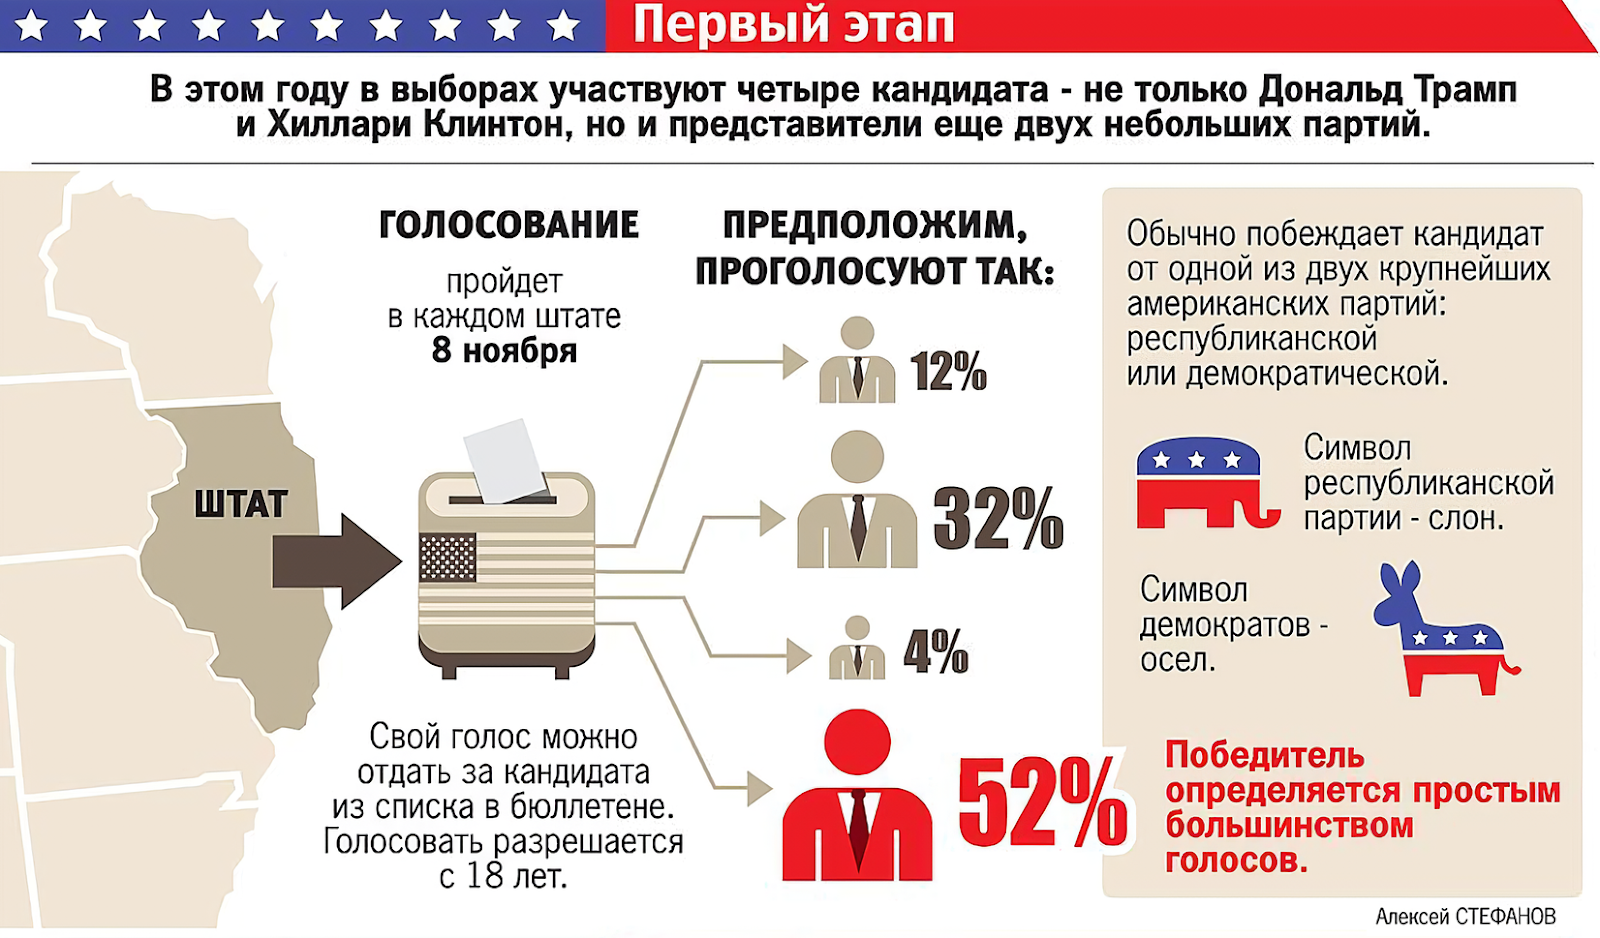 Первый этап
В этом году в выборах участвуют четыре кандидата - не только Дональд Трамп
и Хиллари Клинтон, но и представители еще двух небольших партий.
ГОЛОСОВАНИЕ
пройдет
в каждом штате
8 ноября
ШТАТ
Свой голос можно
отдать за кандидата
из списка в бюллетене.
Голосовать разрешается
с 18 лет.
ПРЕДПОЛОЖИМ,
ПРОГОЛОСУЮТ ТАК:
12%
32%
4%
52%
Обычно побеждает кандидат
от одной из двух крупнейших
американских партий:
республиканской
или демократической.
Символ
республиканской
партии - слон.
Символ
демократов -
осел.
Победитель
определяется простым
большинством
голосов.
Алексей СТЕФАНОВ